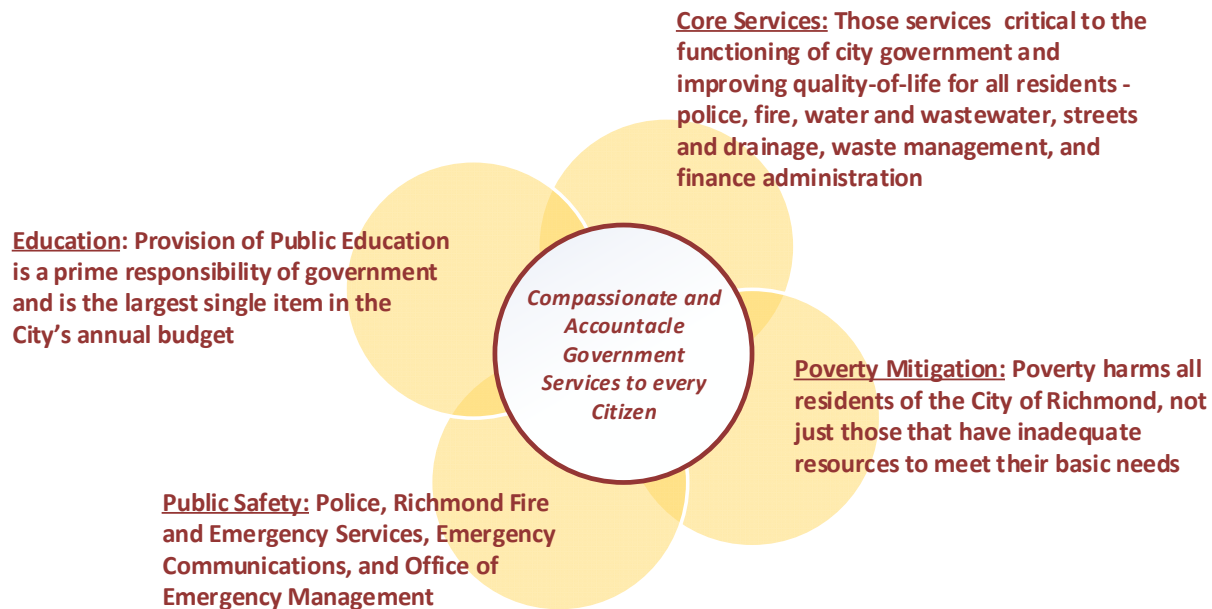 Core Services: Those services critical to the
functioning of city government and
improving quality-of-life for all residents -
police, fire, water and wastewater, streets
and drainage, waste management, and
finance administration
Education: Provision of Public Education
is a prime responsibility of government
and is the largest single item in the
City's annual budget
Compassionate and
Accountacle
Government
Services to every
Citizen
Poverty Mitigation: Poverty harms all
residents of the City of Richmond, not
just those that have inadequate
resources to meet their basic needs
Public Safety: Police, Richmond Fire
and Emergency Services, Emergency
Communications, and Office of
Emergency Management